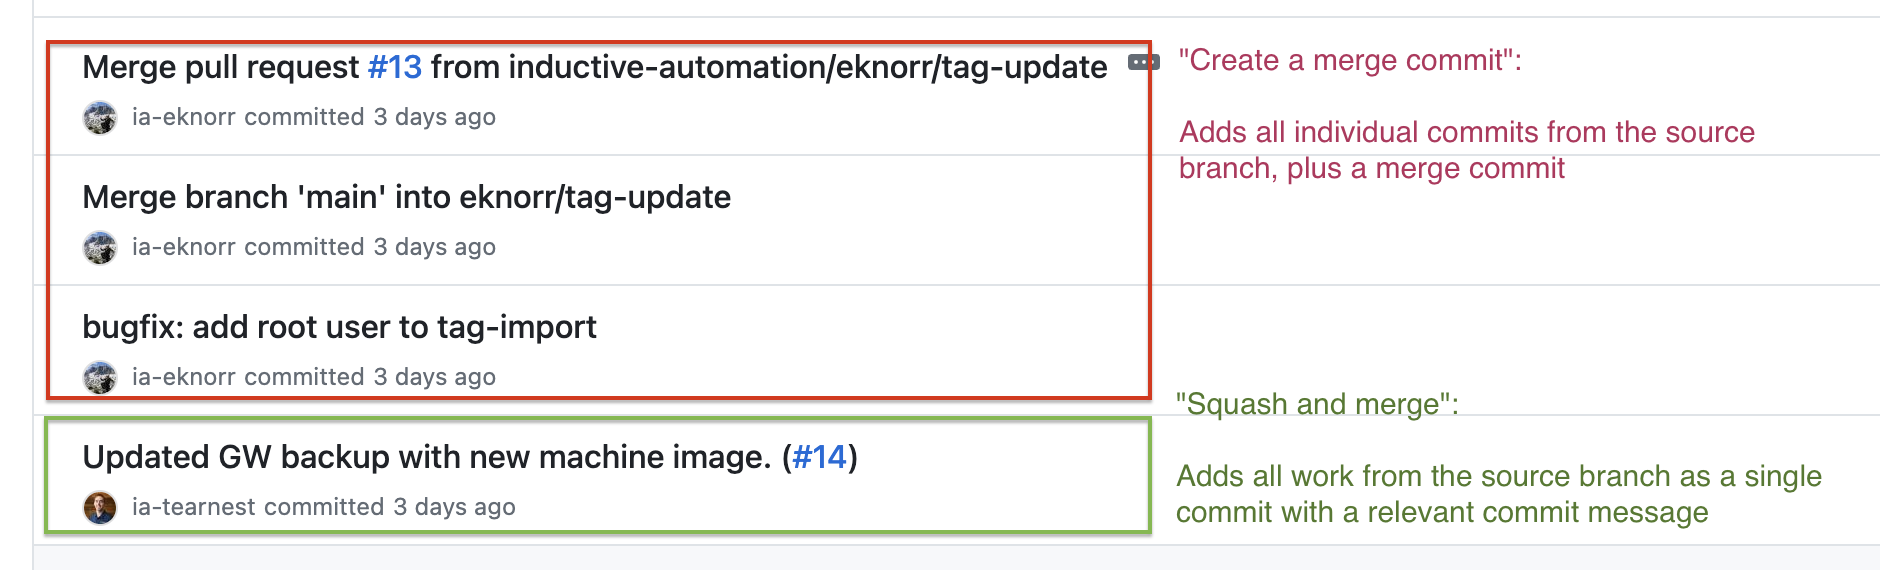 Merge pull request #13 from inductive-automation/eknorr/tag-update
ia-eknorr committed 3 days ago
Merge branch 'main' into eknorr/tag-update
ia-eknorr committed 3 days ago
bugfix: add root user to tag-import
ia-eknorr committed 3 days ago
Updated GW backup with new machine image. (#14)
ia-tearnest committed 3 days ago
"Create a merge commit":
Adds all individual commits from the source
branch, plus a merge commit
"Squash and merge":
Adds all work from the source branch as a single
commit with a relevant commit message